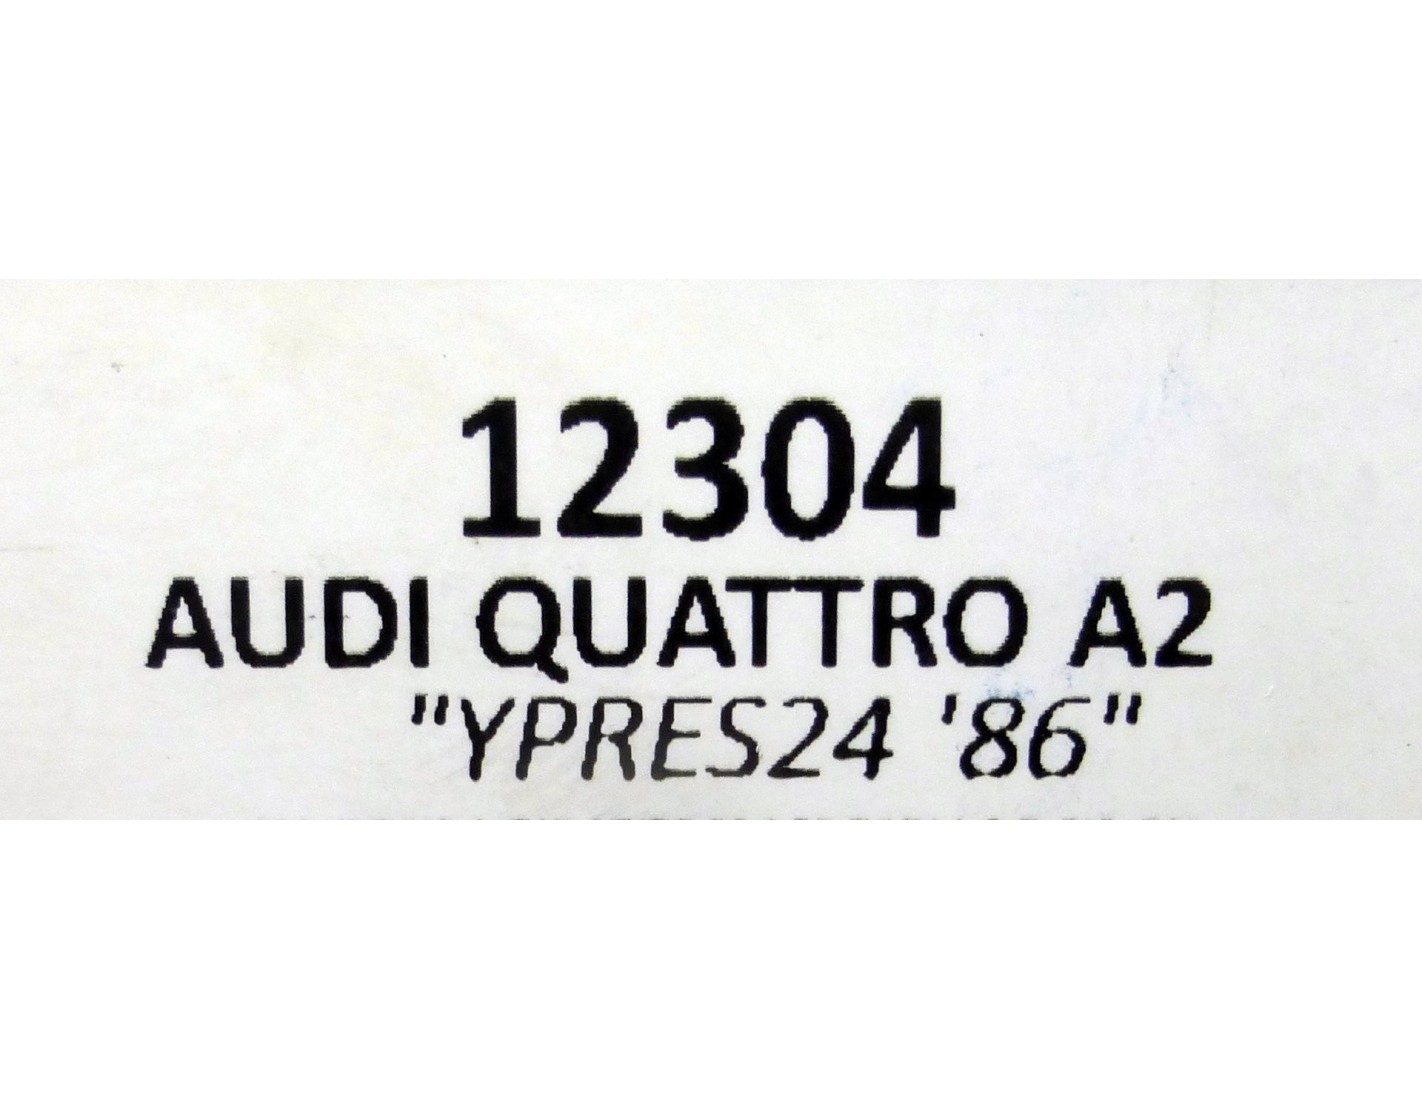 12304
AUDI QUATTRO A2
"YPRES24 '86"